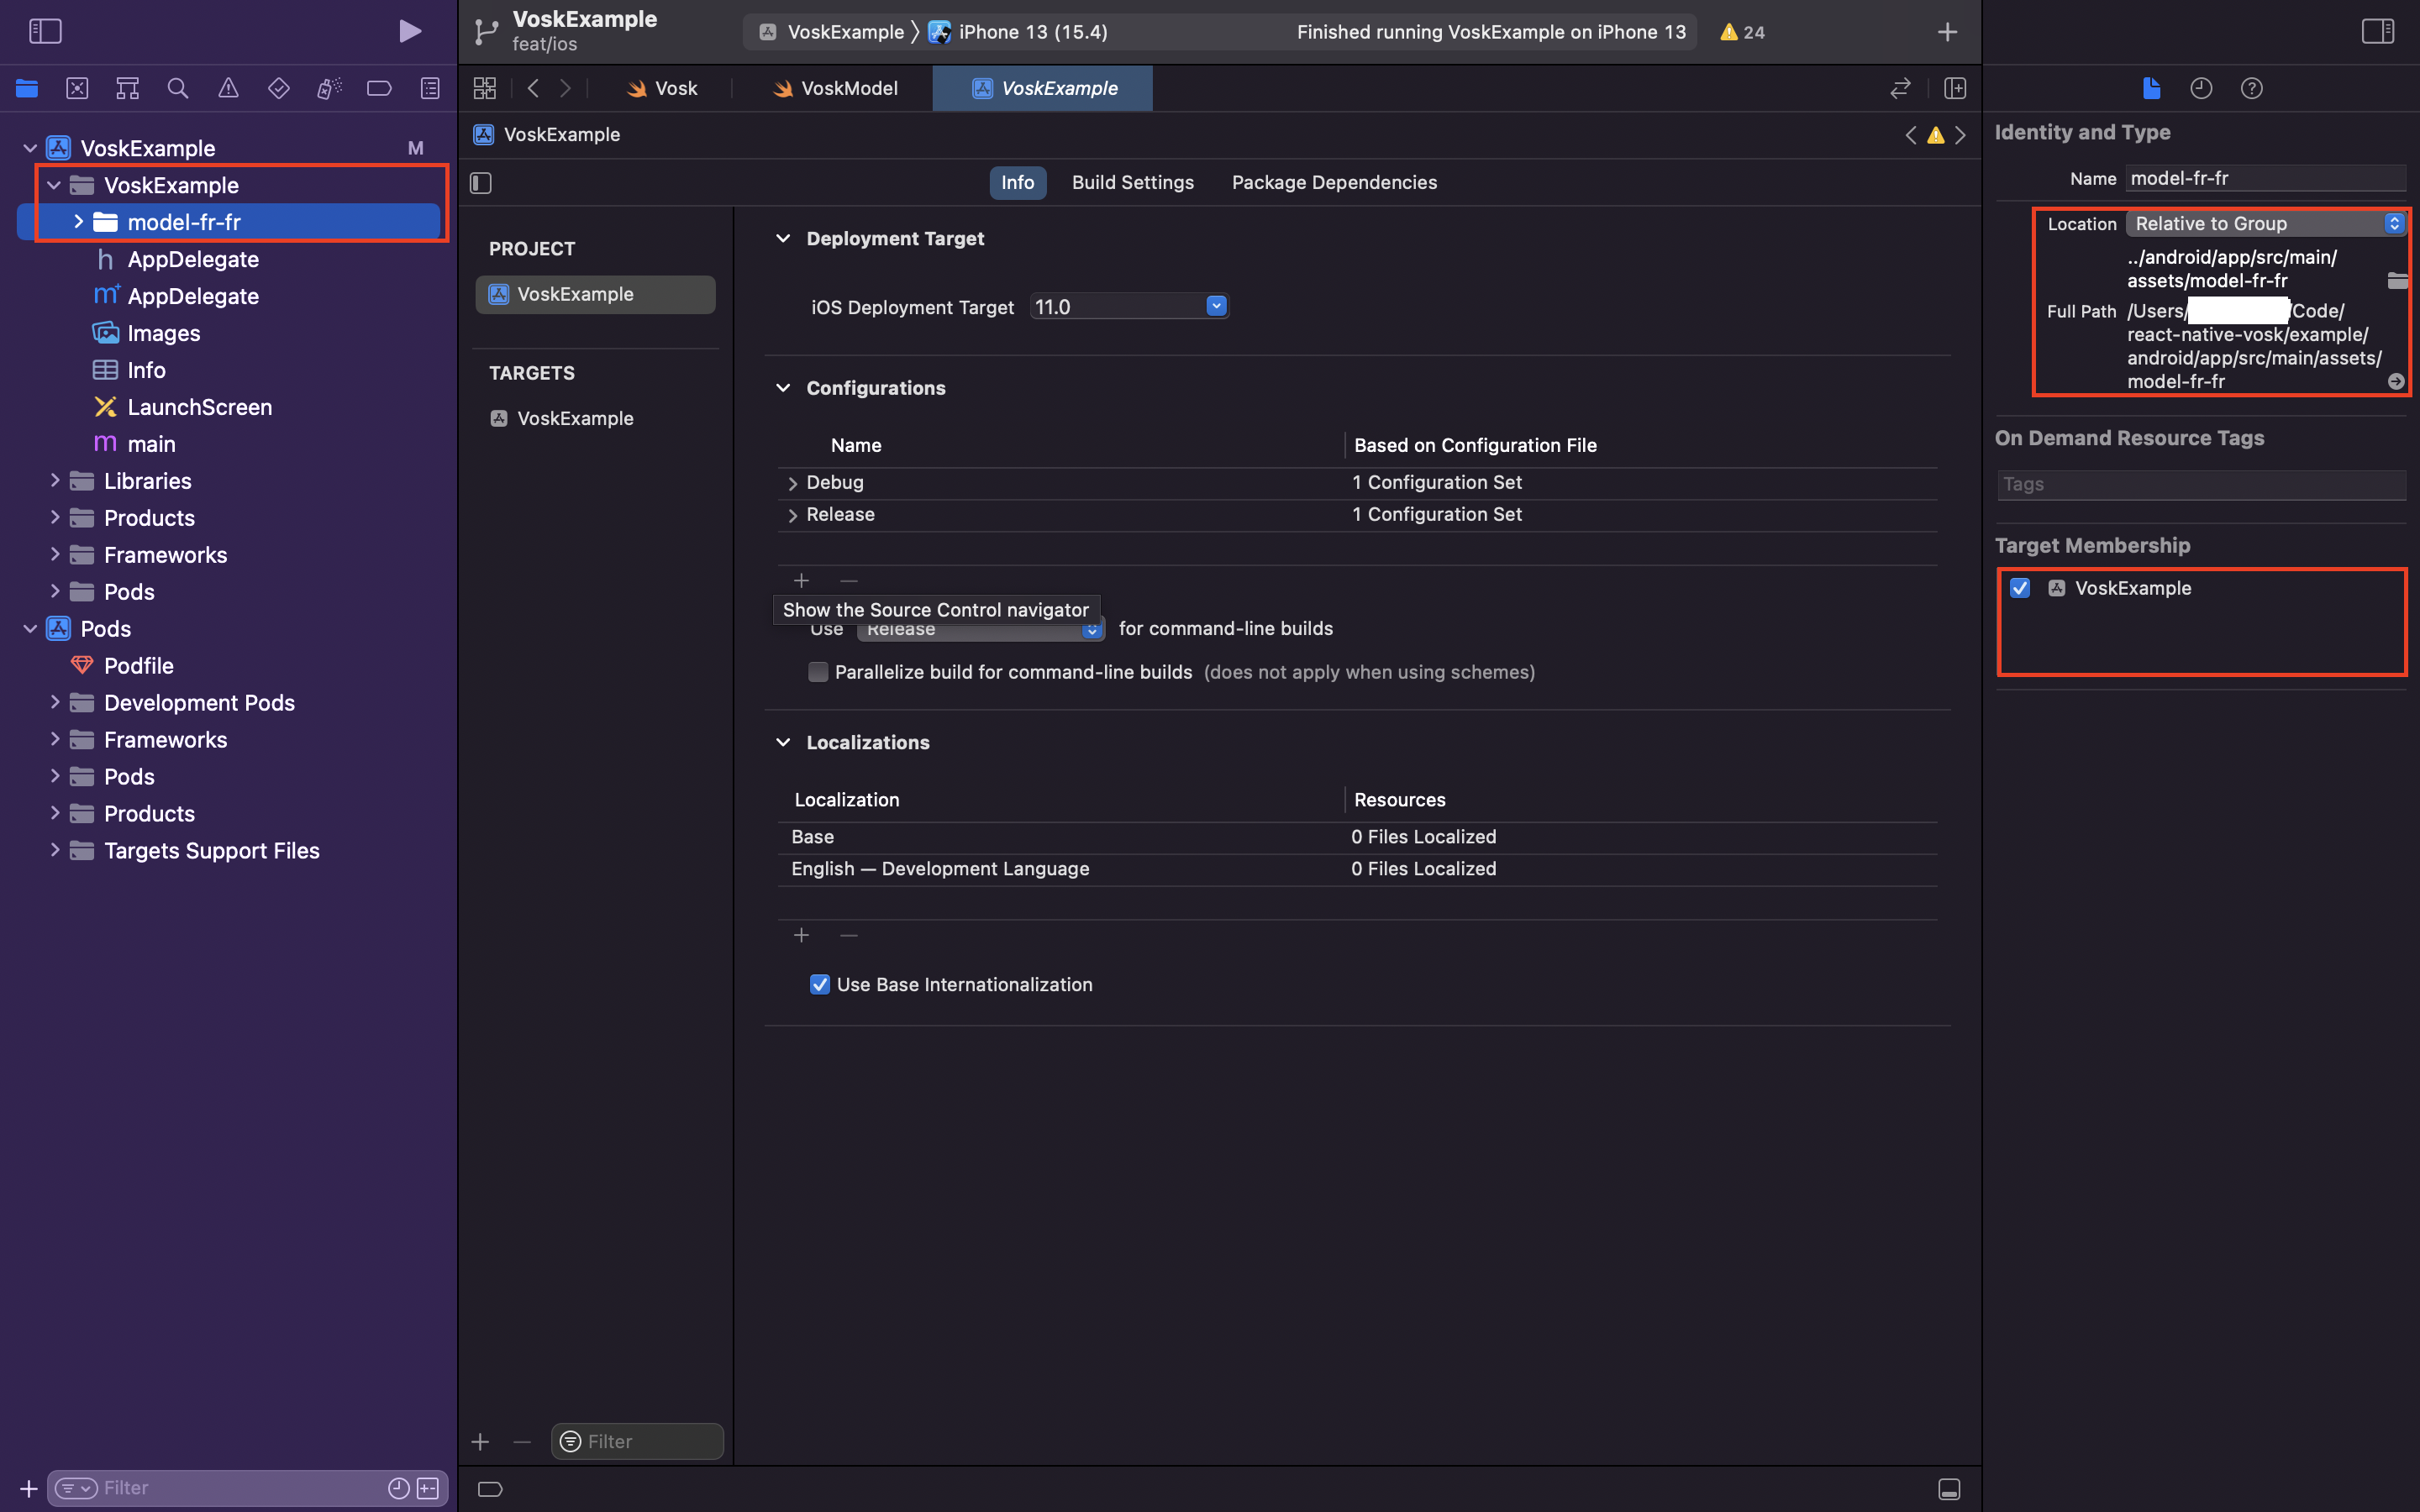 VoskExample
feat/ios
VoskExample
iPhone 13 (15.4)
Finished running VoskExample on iPhone 13
24
Vosk
VoskModel
VoskExample
VoskExample
M
VoskExample
model-fr-fr
AppDelegate
AppDelegate
Images
Info
LaunchScreen
main
Libraries
Products
Frameworks
Pods
Pods
Podfile
Development Pods
Frameworks
Pods
Products
Targets Support Files
Filter
VoskExample
Info
Build Settings
Package Dependencies
PROJECT
VoskExample
TARGETS
VoskExample
Filter
Deployment Target
iOS Deployment Target
11.0
Configurations
Name
Based on Configuration File
Debug
1 Configuration Set
Release
1 Configuration Set
Show the Source Control navigator
Use
Release
for command-line builds
Parallelize build for command-line builds
(does not apply when using schemes)
Localizations
Localization
Resources
Base
0 Files Localized
English — Development Language
0 Files Localized
Use Base Internationalization
Identity and Type
Name
model-fr-fr
Location
Relative to Group
../android/app/src/main/
assets/model-fr-fr
Full Path
/Users/ /Code/
react-native-vosk/example/
android/app/src/main/assets/
model-fr-fr
On Demand Resource Tags
Tags
Target Membership
VoskExample